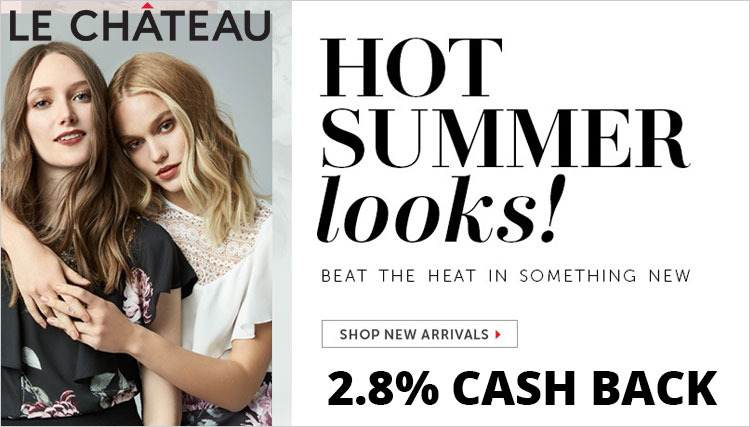 LE CHÂTEAU
HOT
SUMMER
looks!
BEAT THE HEAT IN SOMETHING NEW
SHOP NEW ARRIVALS
2.8% CASH BACK